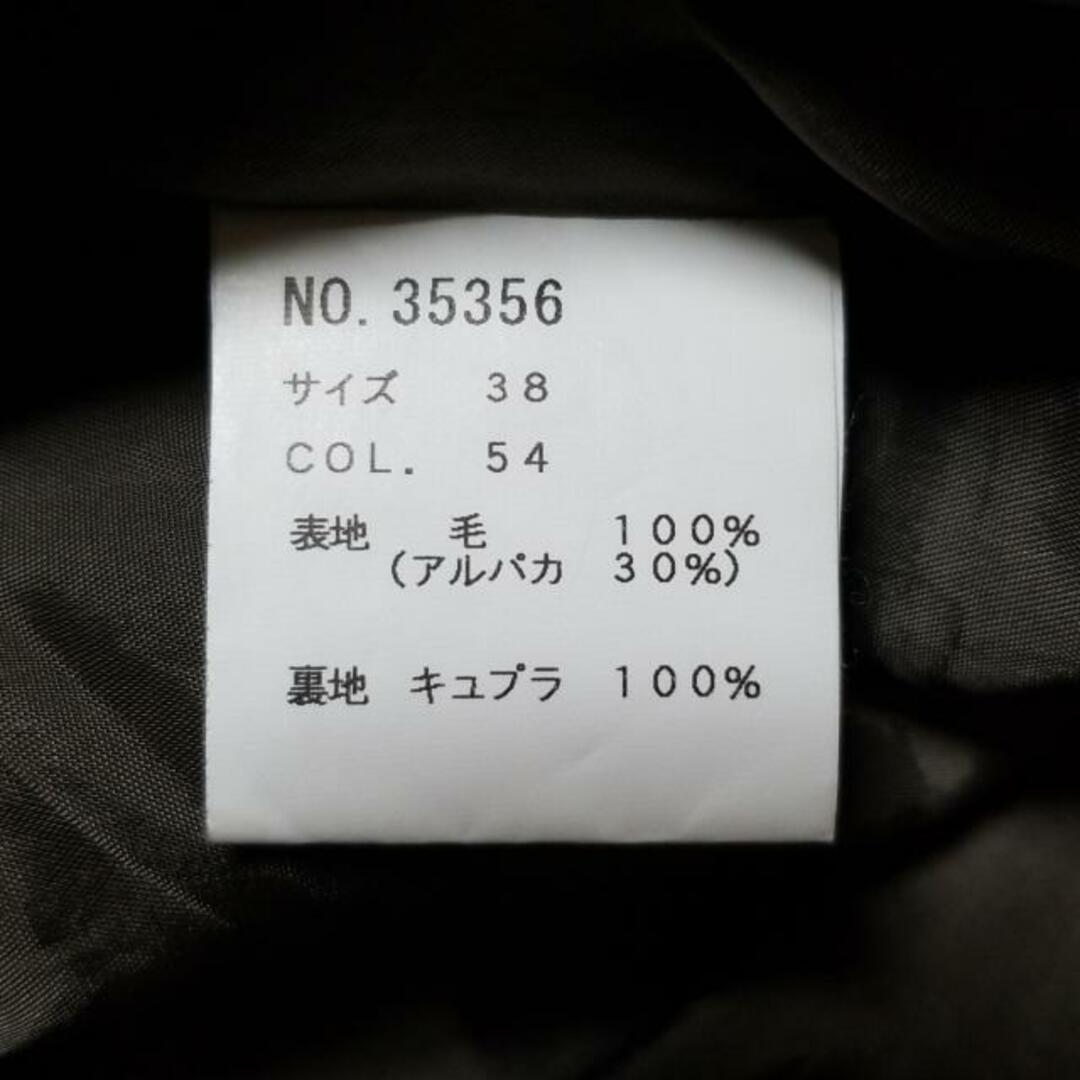 NO. 35356
サイズ 38
COL. 54
表地 毛 100%
(アルパカ 30%)
裏地 キュプラ 100%